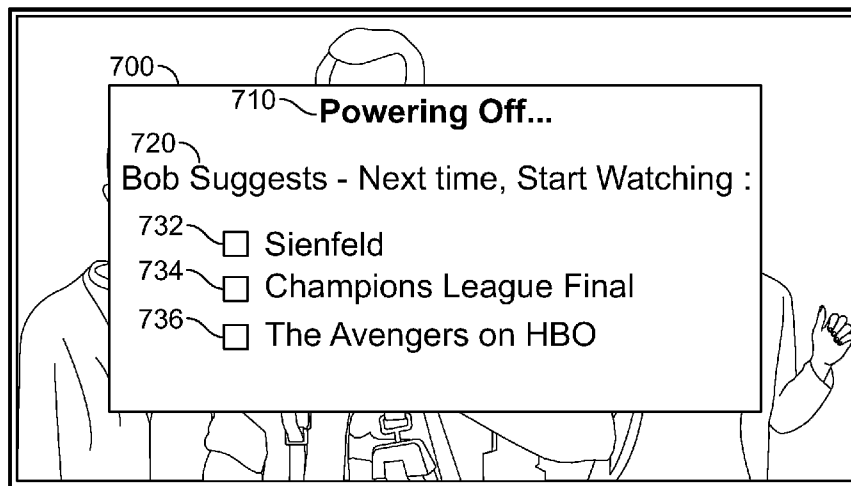 700
710 Powering Off...
720
Bob Suggests - Next time, Start Watching :
732 Sienfeld
734 Champions League Final
736 The Avengers on HBO